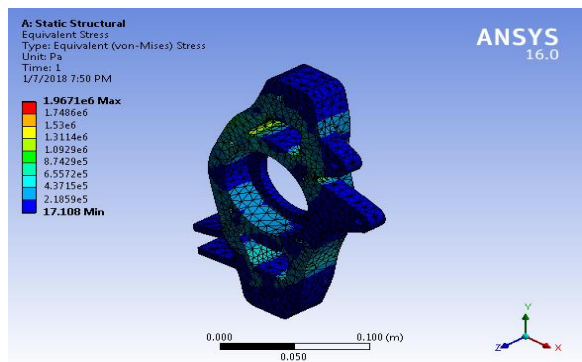 A: Static Structural
Equivalent Stress
Type: Equivalent (von-Mises) Stress
Unit: Pa
Time: 1
1/7/2018 7:50 PM
ANSYS
16.0
1.9671e6 Max
1.7486e6
1.53e6
1.3114e6
1.0929e6
8.7429e5
6.5572e5
4.3715e5
2.1859e5
17.108 Min
0.000
0.100 (m)
0.050
Y
Z
X